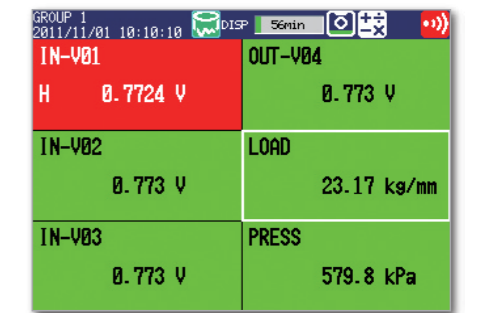 GROUP 1
2011/11/01 10:10:10 DISP 56min
IN-V01
H 0.7724 V
OUT-V04
0.773 V
IN-V02
0.773 V
LOAD
23.17 kg/mm
IN-V03
0.773 V
PRESS
579.8 kPa